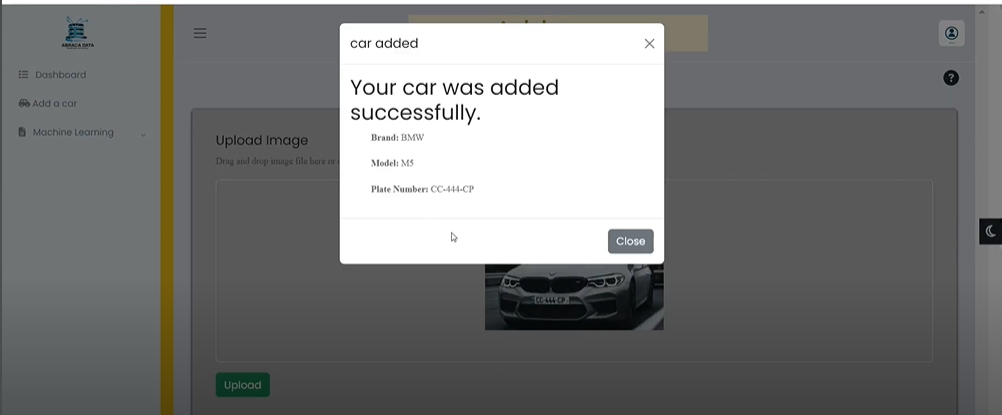 ABRACA DATA
Dashboard
Add a car
Machine Learning
car added
Your car was added
successfully.
Brand: BMW
Model: M5
Plate Number: CC-444-CP
Close
Upload Image
Drag and drop image file here or
CC-444-CP
Upload
?